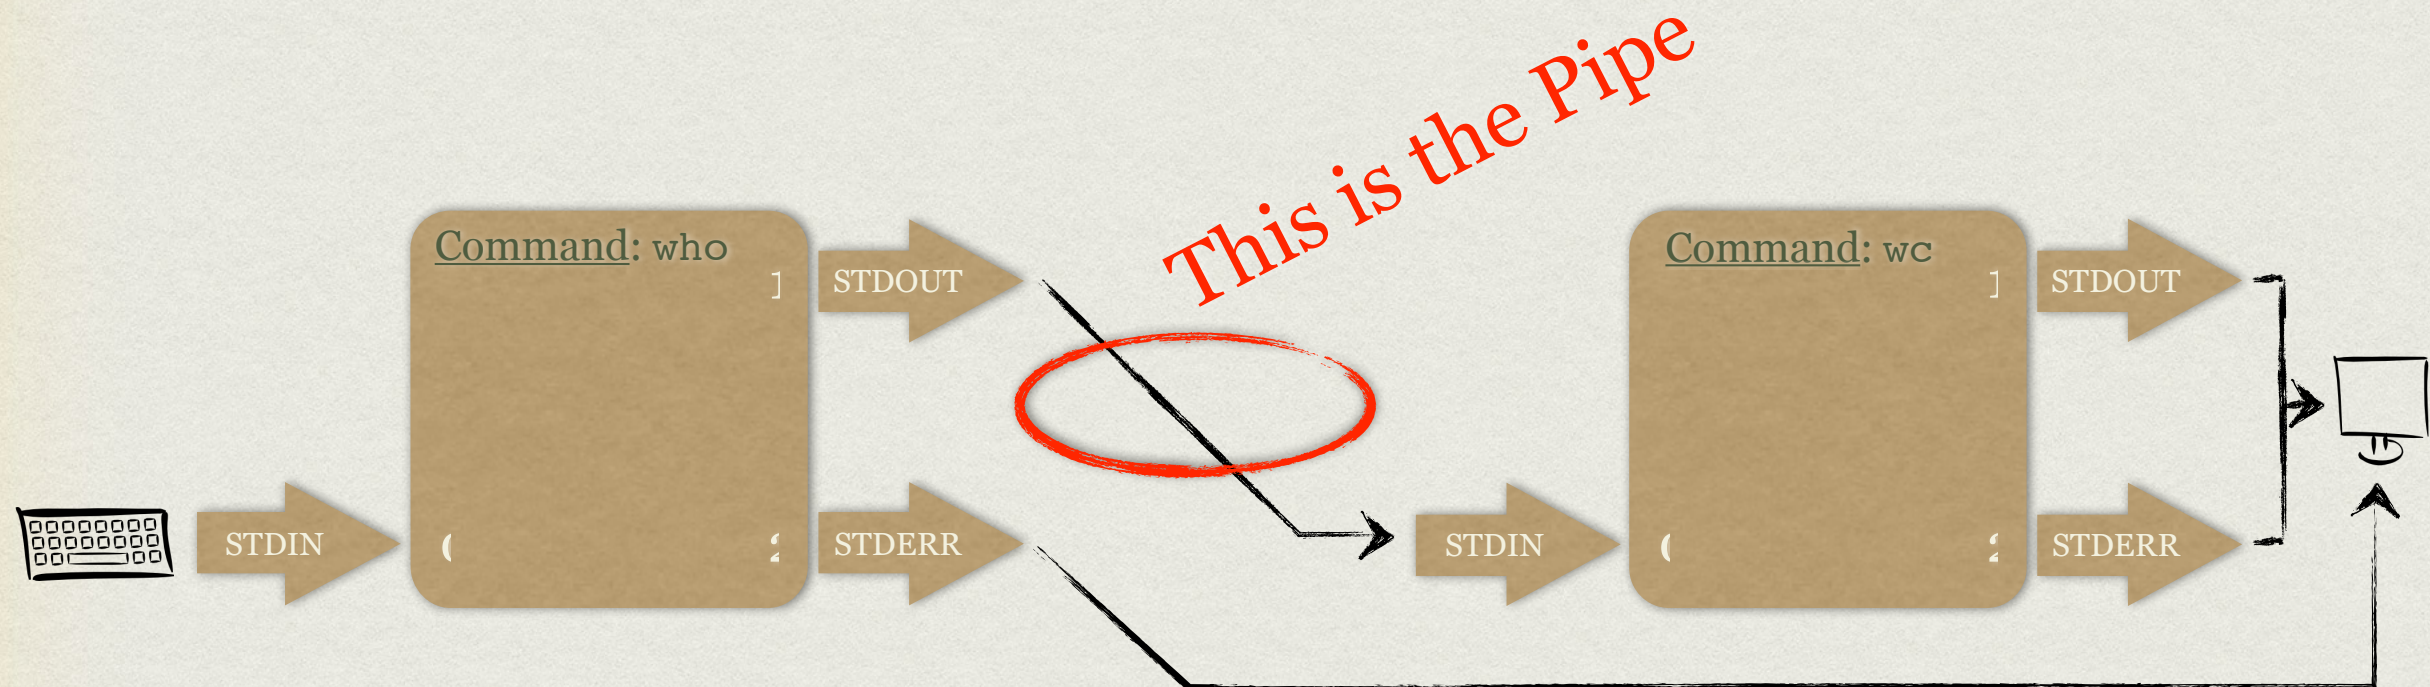 This is the Pipe
Command: who
STDOUT
STDIN
STDERR
Command: wc
STDOUT
STDIN
STDERR